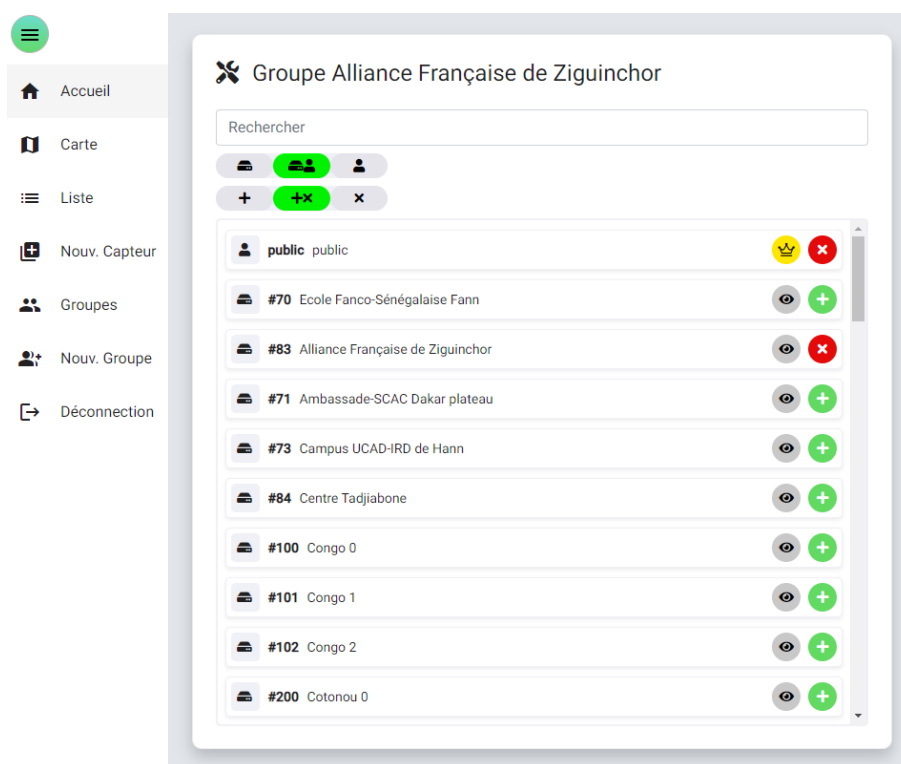 Groupe Alliance Française de Ziguinchor
Accueil
Carte
Liste
Nouv. Capteur
Groupes
Nouv. Groupe
Déconnection
Rechercher
public public
#70 Ecole Fanco-Sénégalaise Fann
#83 Alliance Française de Ziguinchor
#71 Ambassade-SCAC Dakar plateau
#73 Campus UCAD-IRD de Hann
#84 Centre Tadjiabone
#100 Congo 0
#101 Congo 1
#102 Congo 2
#200 Cotonou 0